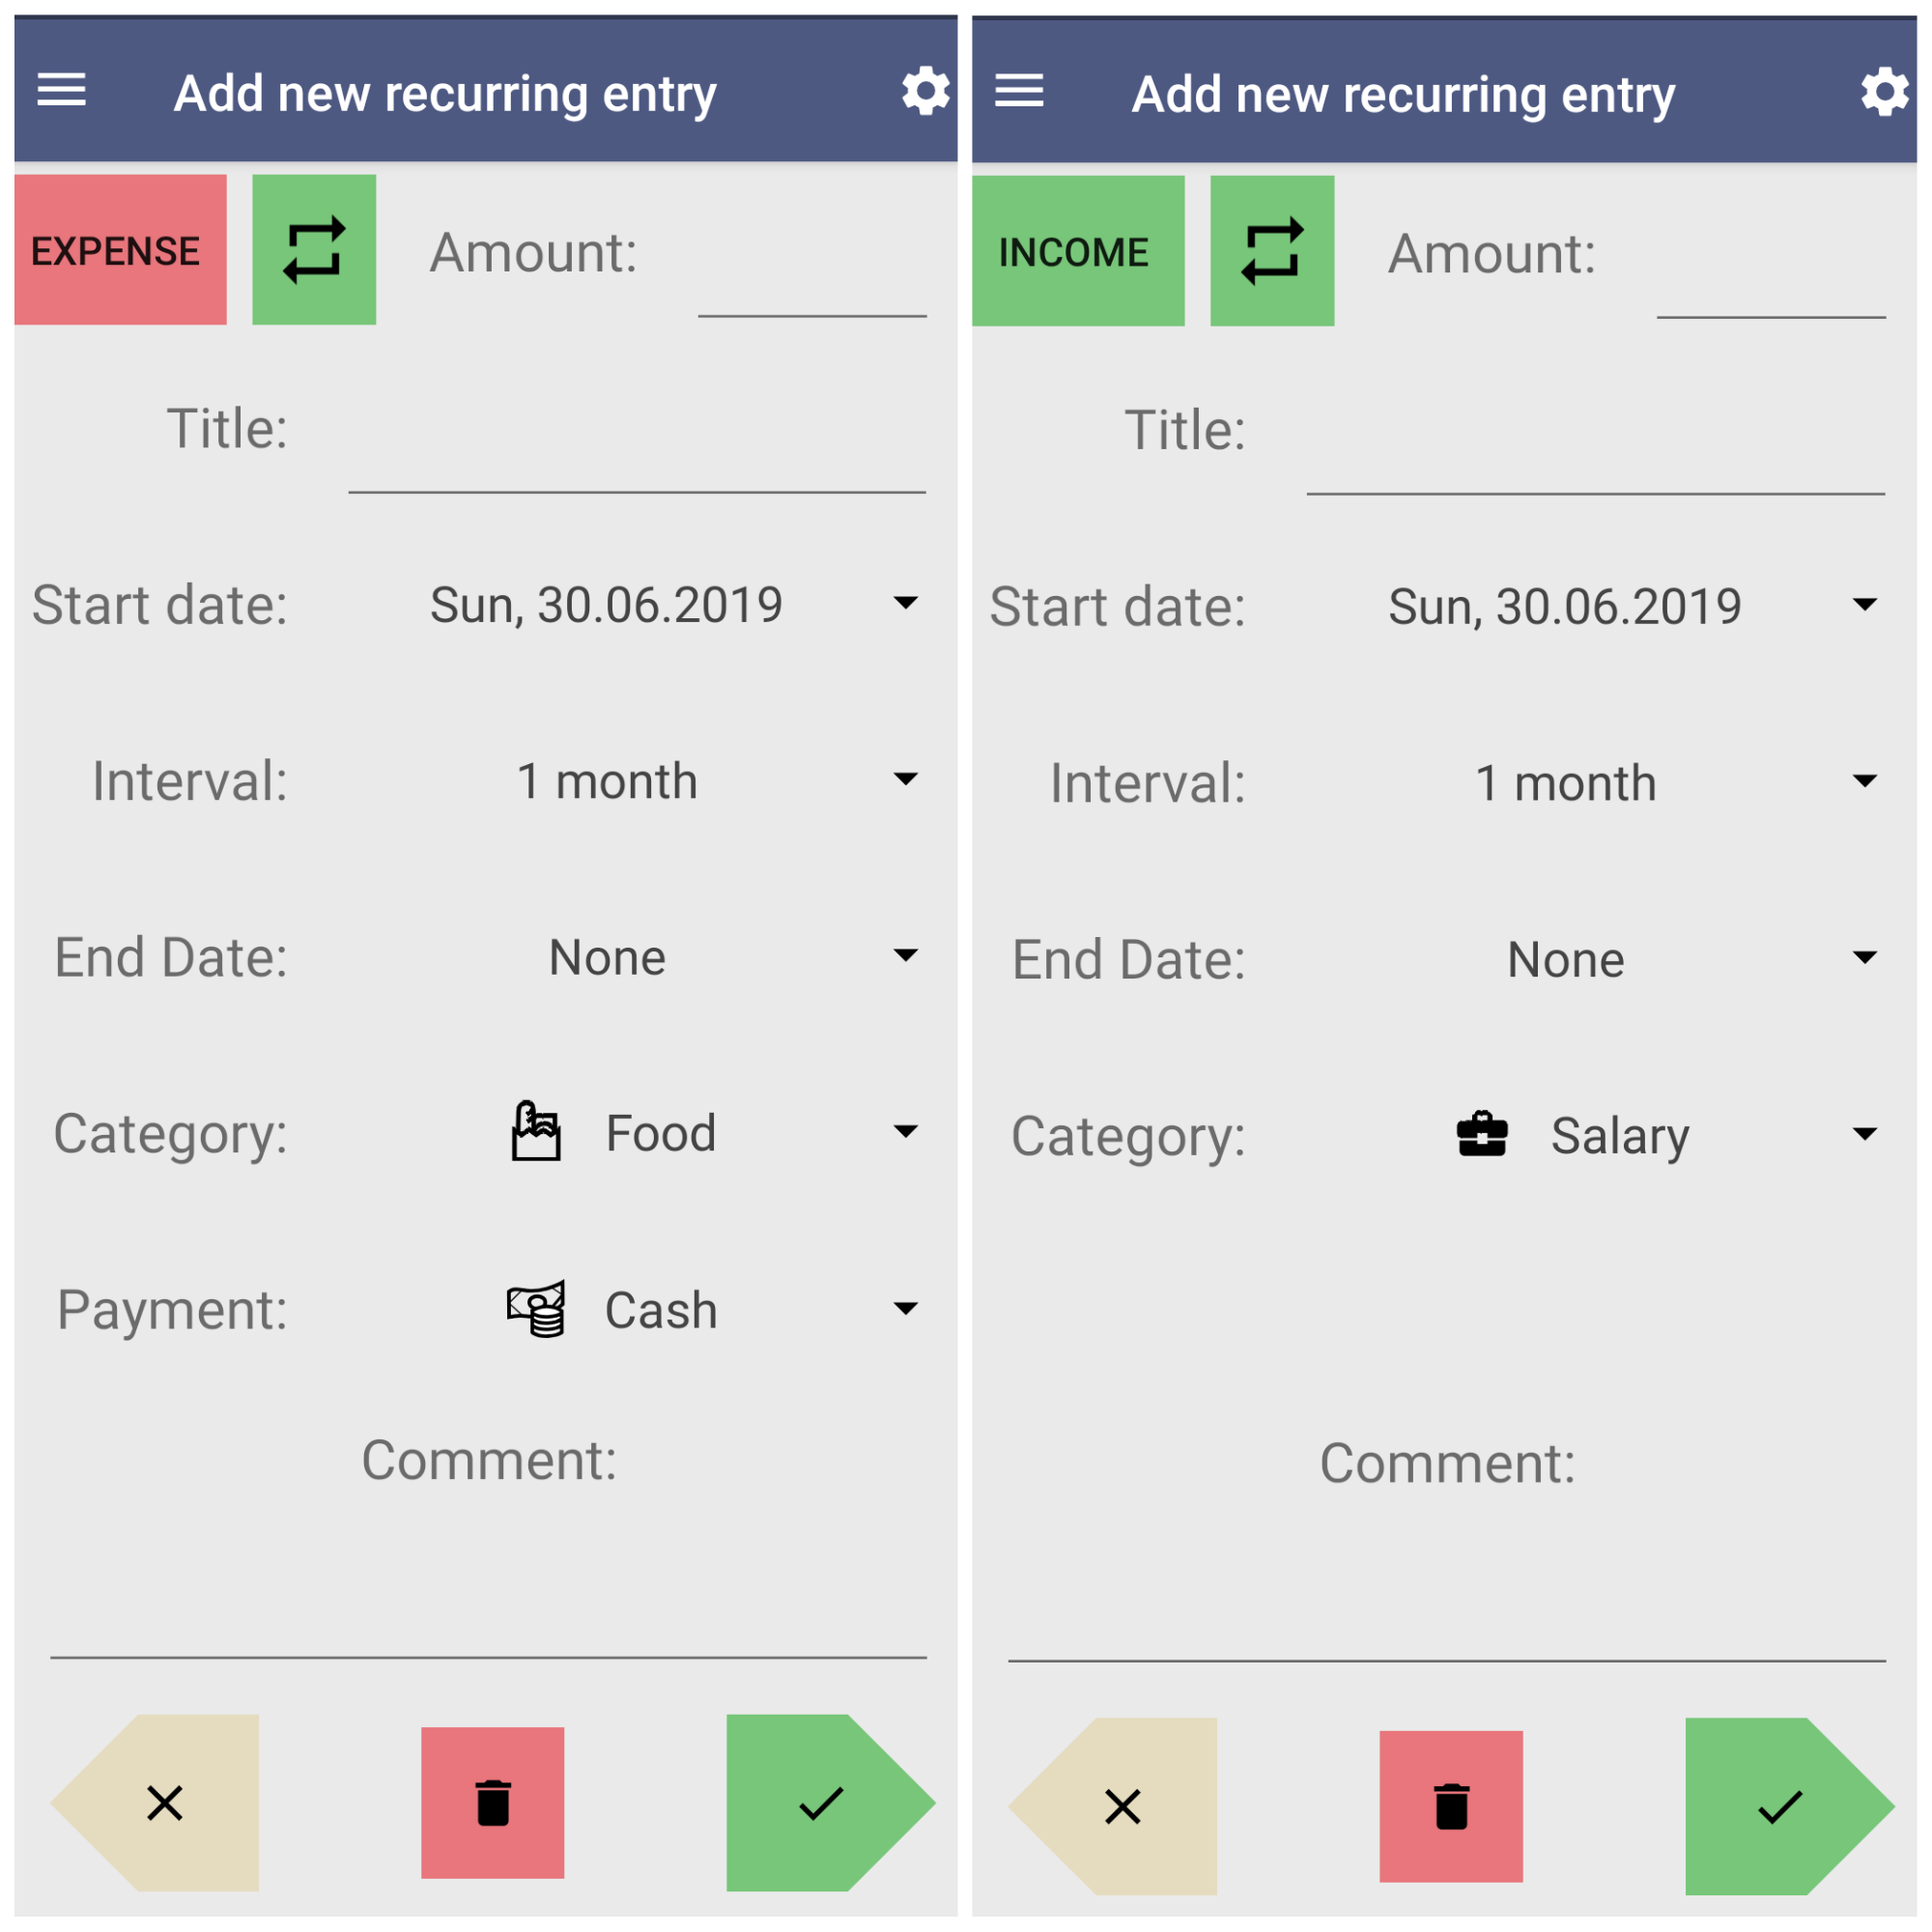 Add new recurring entry
EXPENSE
Amount:
Title:
Start date: Sun, 30.06.2019
Interval: 1 month
End Date: None
Category: Food
Payment: Cash
Comment:
Add new recurring entry
INCOME
Amount:
Title:
Start date: Sun, 30.06.2019
Interval: 1 month
End Date: None
Category: Salary
Comment: